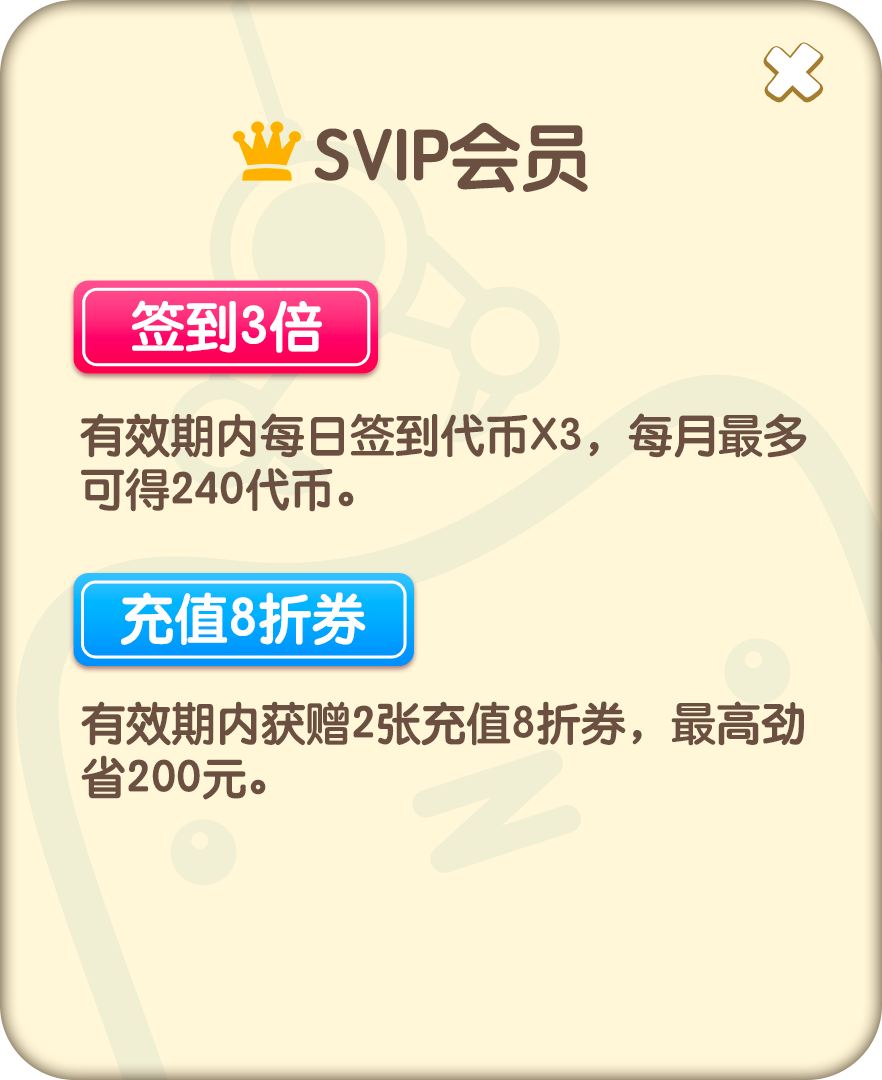 SVIP会员
签到3倍
有效期内每日签到代币X3，每月最多
可得240代币。
充值8折券
有效期内获赠2张充值8折券，最高劲
省200元。